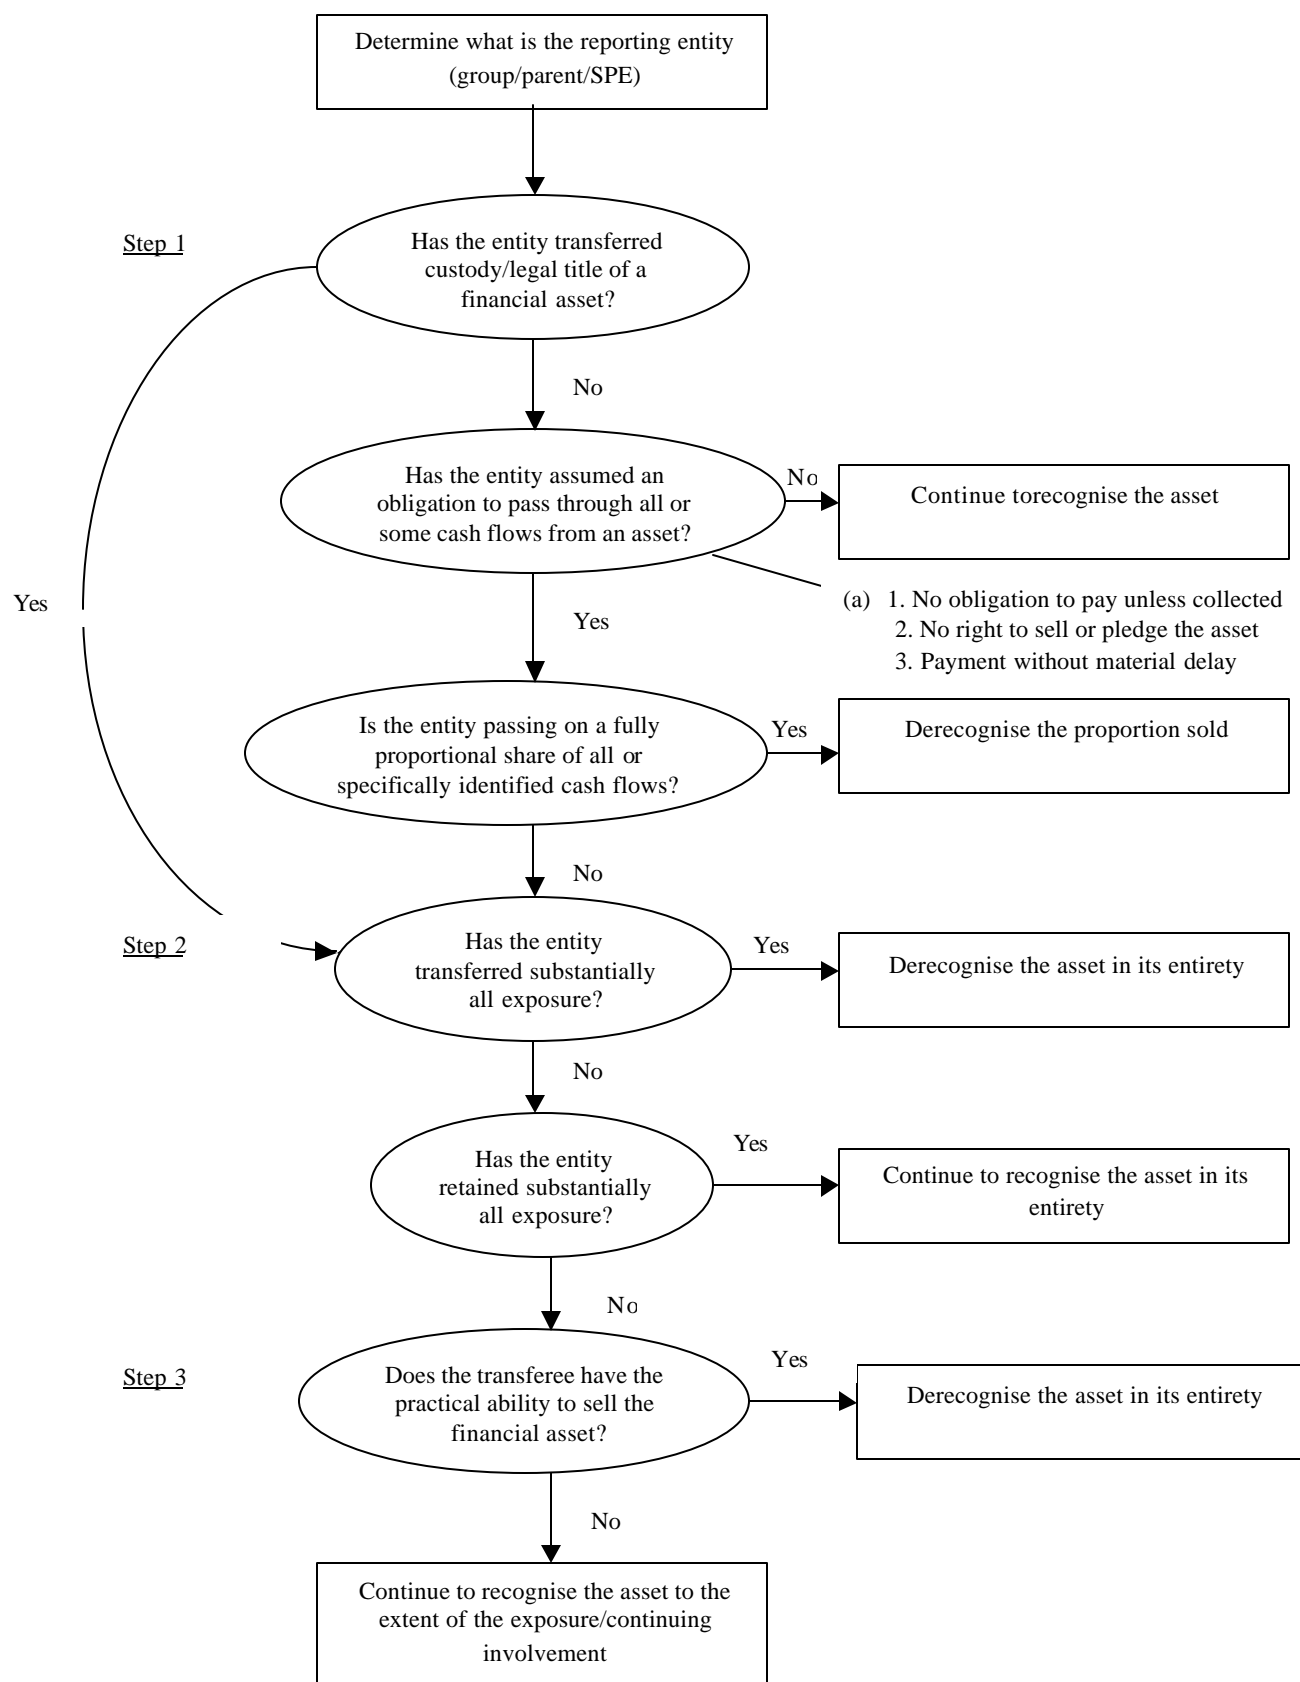 Determine what is the reporting entity
(group/parent/SPE)
Step 1
Has the entity transferred
custody/legal title of a
financial asset?
No
Has the entity assumed an
obligation to pass through all or
some cash flows from an asset?
No
Continue torecognise the asset
Yes
(a) 1. No obligation to pay unless collected
2. No right to sell or pledge the asset
3. Payment without material delay
Yes
Is the entity passing on a fully
proportional share of all or
specifically identified cash flows?
Yes
Derecognise the proportion sold
No
Step 2
Has the entity
transferred substantially
all exposure?
Yes
Derecognise the asset in its entirety
No
Has the entity
retained substantially
all exposure?
Yes
Continue to recognise the asset in its
entirety
No
Step 3
Does the transferee have the
practical ability to sell the
financial asset?
Yes
Derecognise the asset in its entirety
No
Continue to recognise the asset to the
extent of the exposure/continuing
involvement